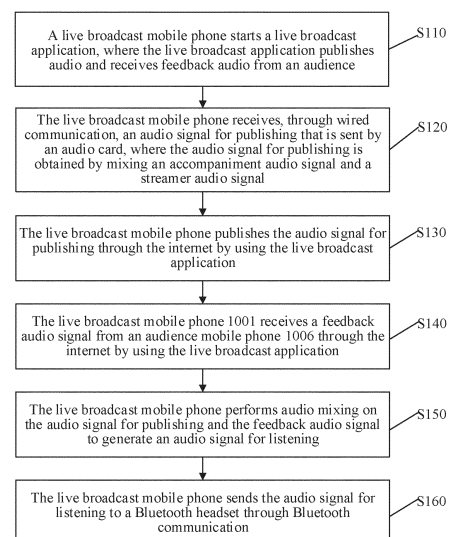 A live broadcast mobile phone starts a live broadcast
application, where the live broadcast application publishes
audio and receives feedback audio from an audience
S110
The live broadcast mobile phone receives, through wired
communication, an audio signal for publishing that is sent by
an audio card, where the audio signal for publishing is
obtained by mixing an accompaniment audio signal and a
streamer audio signal
S120
The live broadcast mobile phone publishes the audio signal for
publishing through the internet by using the live broadcast
application
S130
The live broadcast mobile phone 1001 receives a feedback
audio signal from an audience mobile phone 1006 through the
internet by using the live broadcast application
S140
The live broadcast mobile phone performs audio mixing on
the audio signal for publishing and the feedback audio signal
to generate an audio signal for listening
S150
The live broadcast mobile phone sends the audio signal for
listening to a Bluetooth headset through Bluetooth
communication
S160